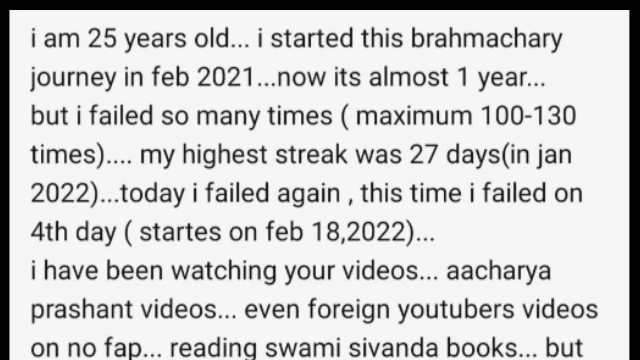 i am 25 years old... i started this brahmachary
journey in feb 2021...now its almost 1 year...
but i failed so many times ( maximum 100-130
times).... my highest streak was 27 days(in jan
2022)...today i failed again , this time i failed on
4th day ( startes on feb 18,2022)...
i have been watching your videos... aacharya
prashant videos... even foreign youtubers videos
on no fap... reading swami sivanda books... but